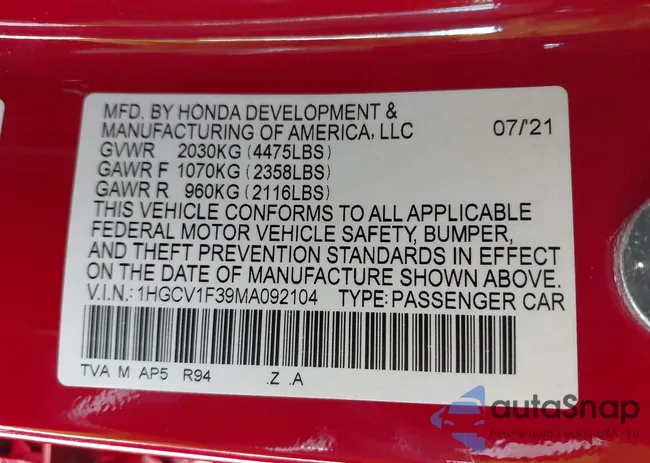 MFD. BY HONDA DEVELOPMENT &
MANUFACTURING OF AMERICA, LLC 07/'21
GVWR 2030KG (4475LBS)
GAWR F 1070KG (2358LBS)
GAWR R 960KG (2116LBS)
THIS VEHICLE CONFORMS TO ALL APPLICABLE
FEDERAL MOTOR VEHICLE SAFETY, BUMPER,
AND THEFT PREVENTION STANDARDS IN EFFECT
ON THE DATE OF MANUFACTURE SHOWN ABOVE.
V.I.N.: 1HGCV1F39MA092104 TYPE: PASSENGER CAR
TVA M AP5 R94 .Z .A
autoSnap